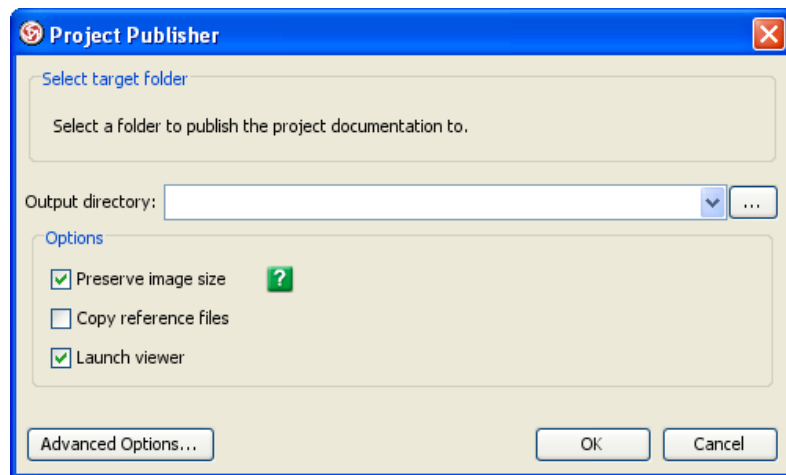 Project Publisher
Select target folder
Select a folder to publish the project documentation to.
Output directory:
...
Options
Preserve image size
?
Copy reference files
Launch viewer
Advanced Options...
OK
Cancel